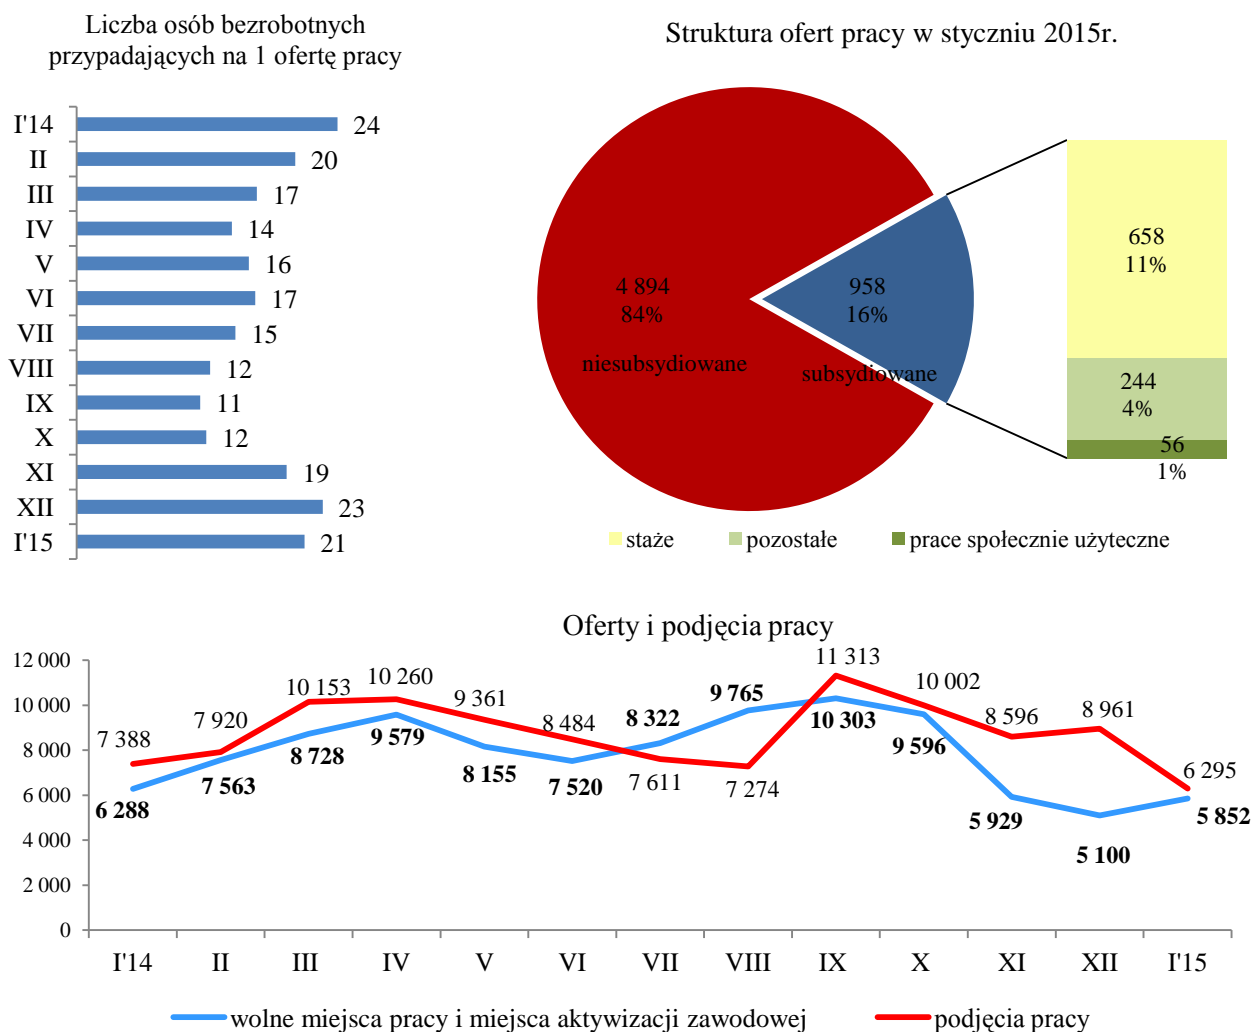 Liczba osób bezrobotnych
przypadających na 1 ofertę pracy
I'14 24
II 20
III 17
IV 14
V 16
VI 17
VII 15
VIII 12
IX 11
X 12
XI 19
XII 23
I'15 21
Struktura ofert pracy w styczniu 2015r.
4 894
84%
niesubsydiowane
958
16%
subsydiowane
658
11%
244
4%
56
1%
staże pozostałe prace społecznie użyteczne
Oferty i podjęcia pracy
12 000
10 000
8 000
6 000
4 000
2 000
0
7 388 7 920 10 153 10 260 9 361 8 484 7 611 7 274 11 313 10 002 8 596 8 961 6 295
6 288 7 563 8 728 9 579 8 155 7 520 8 322 9 765 10 303 9 596 5 929 5 100 5 852
I'14 II III IV V VI VII VIII IX X XI XII I'15
wolne miejsca pracy i miejsca aktywizacji zawodowej podjęcia pracy